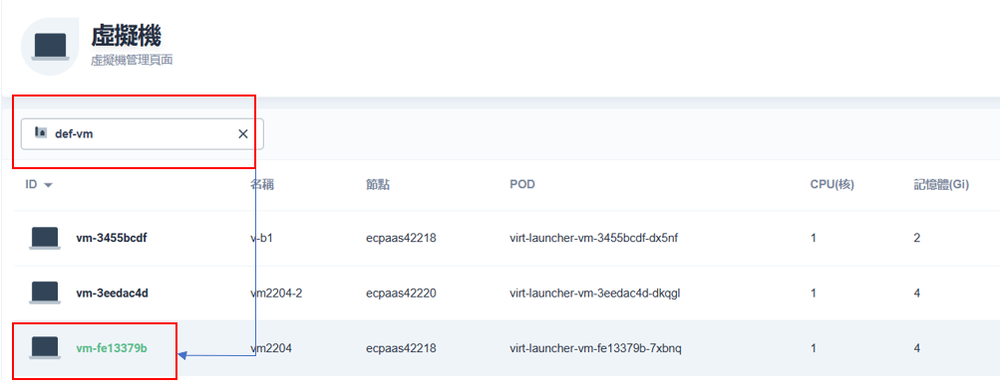 虛擬機
虛擬機管理頁面
def-vm
ID 名稱 節點 POD CPU(核) 記憶體(Gi)
vm-3455bcdf v-b1 ecpaas42218 virt-launcher-vm-3455bcdf-dx5nf 1 2
vm-3eedac4d vm2204-2 ecpaas42220 virt-launcher-vm-3eedac4d-dkqgl 1 4
vm-fe13379b vm2204 ecpaas42218 virt-launcher-vm-fe13379b-7xbnq 1 4